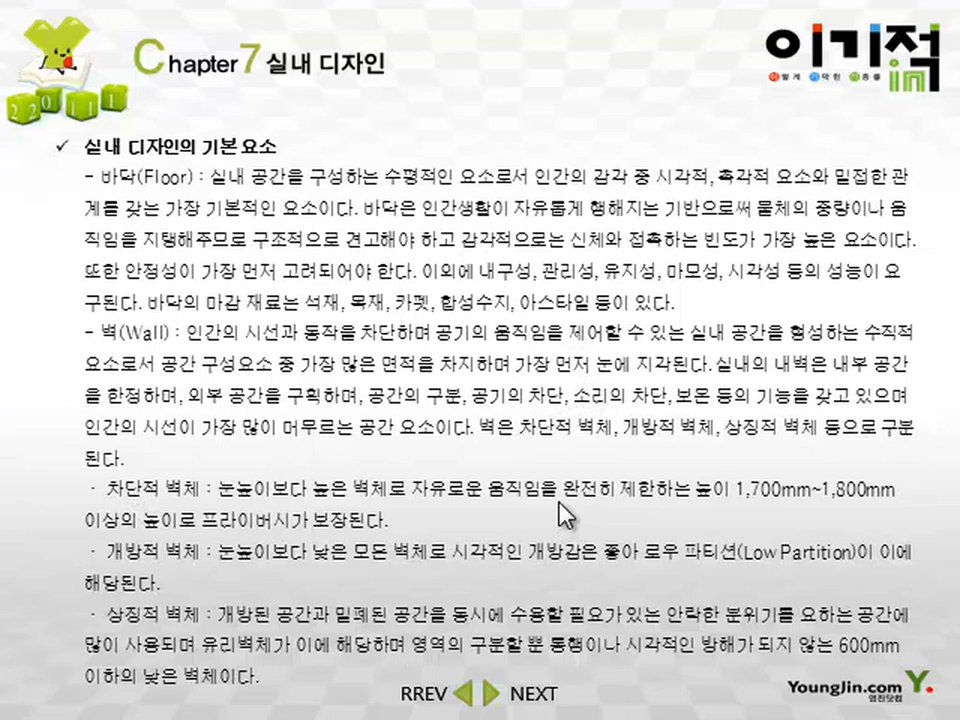 Chapter7 실내 디자인
이기적in
이렇게 기막힌 적중률
2011
✓ 실내 디자인의 기본 요소
- 바닥(Floor) : 실내 공간을 구성하는 수평적인 요소로서 인간의 감각 중 시각적, 촉각적 요소와 밀접한 관
계를 갖는 가장 기본적인 요소이다. 바닥은 인간생활이 자유롭게 행해지는 기반으로써 물체의 중량이나 움
직임을 지탱해주므로 구조적으로 견고해야 하고 감각적으로는 신체와 접촉하는 빈도가 가장 높은 요소이다.
또한 안정성이 가장 먼저 고려되어야 한다. 이외에 내구성, 관리성, 유지성, 마모성, 시각성 등의 성능이 요
구된다. 바닥의 마감 재료는 석재, 목재, 카펫, 합성수지, 아스타일 등이 있다.
- 벽(Wall) : 인간의 시선과 동작을 차단하며 공기의 움직임을 제어할 수 있는 실내 공간을 형성하는 수직적
요소로서 공간 구성요소 중 가장 많은 면적을 차지하며 가장 먼저 눈에 지각된다. 실내의 내벽은 내부 공간
을 한정하며, 외부 공간을 구획하며, 공간의 구분, 공기의 차단, 소리의 차단, 보온 등의 기능을 갖고 있으며
인간의 시선이 가장 많이 머무르는 공간 요소이다. 벽은 차단적 벽체, 개방적 벽체, 상징적 벽체 등으로 구분
된다.
· 차단적 벽체 : 눈높이보다 높은 벽체로 자유로운 움직임을 완전히 제한하는 높이 1,700mm~1,800mm
이상의 높이로 프라이버시가 보장된다.
· 개방적 벽체 : 눈높이보다 낮은 모든 벽체로 시각적인 개방감은 좋아 로우 파티션(Low Partition)이 이에
해당된다.
· 상징적 벽체 : 개방된 공간과 밀폐된 공간을 동시에 수용할 필요가 있는 안락한 분위기를 요하는 공간에
많이 사용되며 유리벽체가 이에 해당하며 영역의 구분할 뿐 통행이나 시각적인 방해가 되지 않는 600mm
이하의 낮은 벽체이다.
RREV NEXT
YoungJin.com Y.
영진닷컴